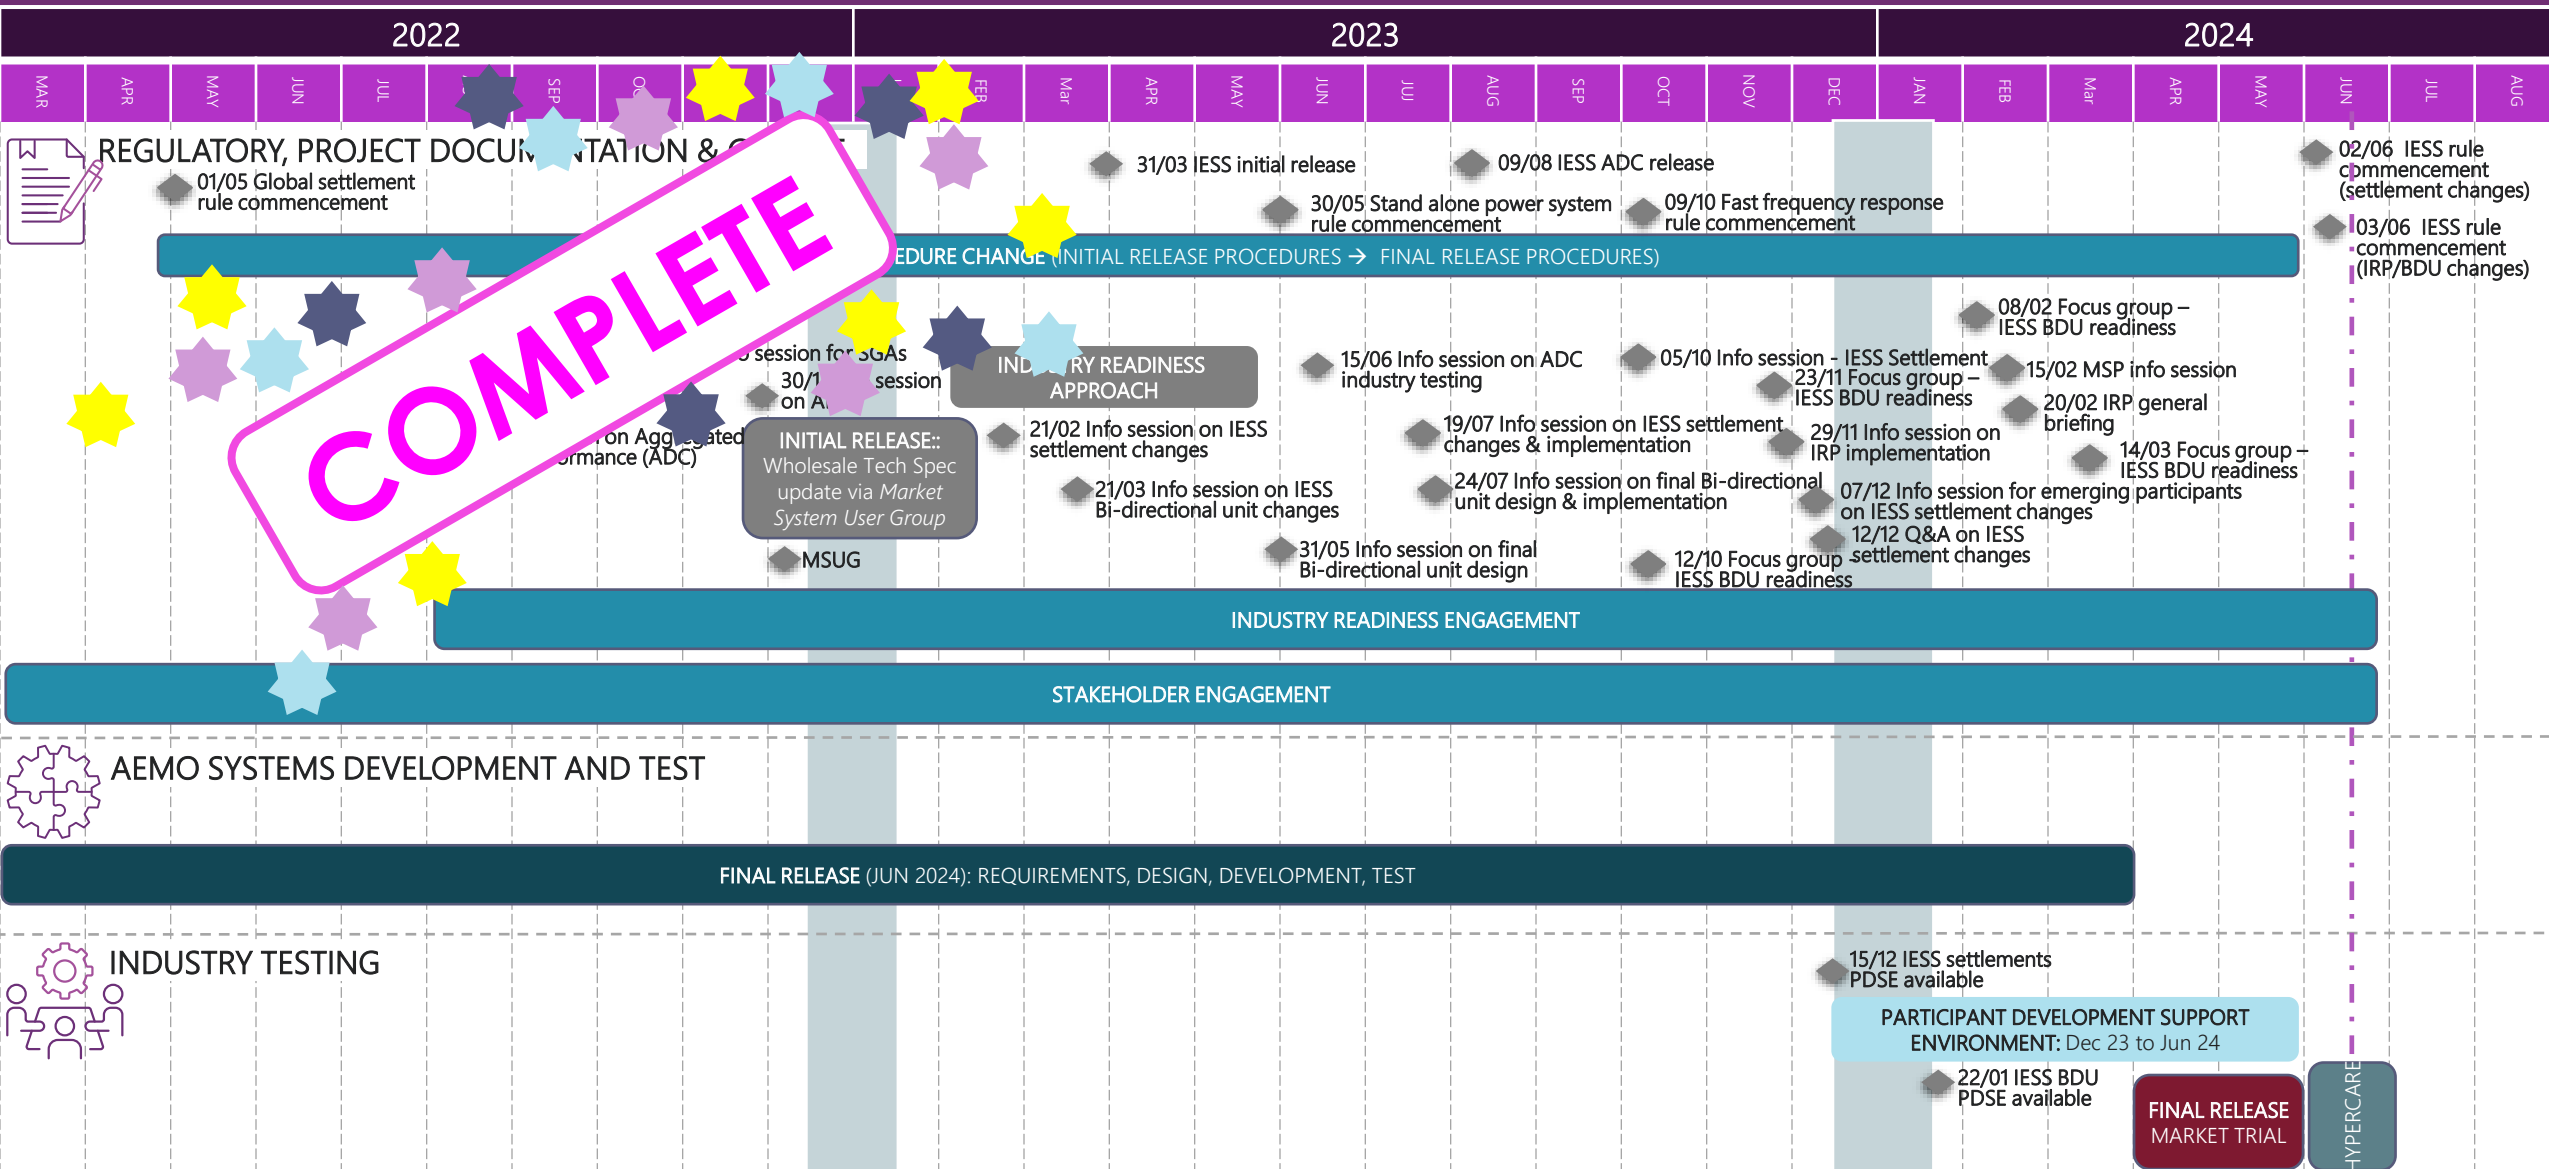 2022
2023
2024
MAR
APR
MAY
JUN
JUL
SEP
FEB
Mar
APR
MAY
JUN
JUJ
AUG
SEP
OCT
NOV
DEC
JAN
FEB
Mar
APR
MAY
JUN
JUL
AUG
REGULATORY, PROJECT
01/05 Global settlement
rule commencement
31/03 IESS initial release
09/08 IESS ADC release
30/05 Stand alone power system
rule commencement
09/10 Fast frequency response
rule commencement
02/06 IESS rule
commencement
(settlement changes)
03/06 IESS rule
commencement
(IRP/BDU changes)
CHANGE (INITIAL RELEASE PROCEDURES → FINAL RELEASE PROCEDURES)
COMPLETE
session for SGAs
session
on
on Aggregated
(ADC)
INITIAL RELEASE::
Wholesale Tech Spec
update via Market
System User Group
MSUG
INDUSTRY READINESS
APPROACH
21/02 Info session on IESS
settlement changes
21/03 Info session on IESS
Bi-directional unit changes
31/05 Info session on final
Bi-directional unit design
15/06 Info session on ADC
industry testing
19/07 Info session on IESS settlement
changes & implementation
24/07 Info session on final Bi-directional
unit design & implementation
05/10 Info session - IESS Settlement
12/10 Focus group -
IESS BDU readiness
23/11 Focus group –
IESS BDU readiness
29/11 Info session on
IRP implementation
07/12 Info session for emerging participants
on IESS settlement changes
12/12 Q&A on IESS
settlement changes
08/02 Focus group –
IESS BDU readiness
15/02 MSP info session
20/02 IRP general
briefing
14/03 Focus group –
IESS BDU readiness
INDUSTRY READINESS ENGAGEMENT
STAKEHOLDER ENGAGEMENT
AEMO SYSTEMS DEVELOPMENT AND TEST
FINAL RELEASE (JUN 2024): REQUIREMENTS, DESIGN, DEVELOPMENT, TEST
INDUSTRY TESTING
15/12 IESS settlements
PDSE available
PARTICIPANT DEVELOPMENT SUPPORT
ENVIRONMENT: Dec 23 to Jun 24
22/01 IESS BDU
PDSE available
FINAL RELEASE
MARKET TRIAL
HYPERCARE